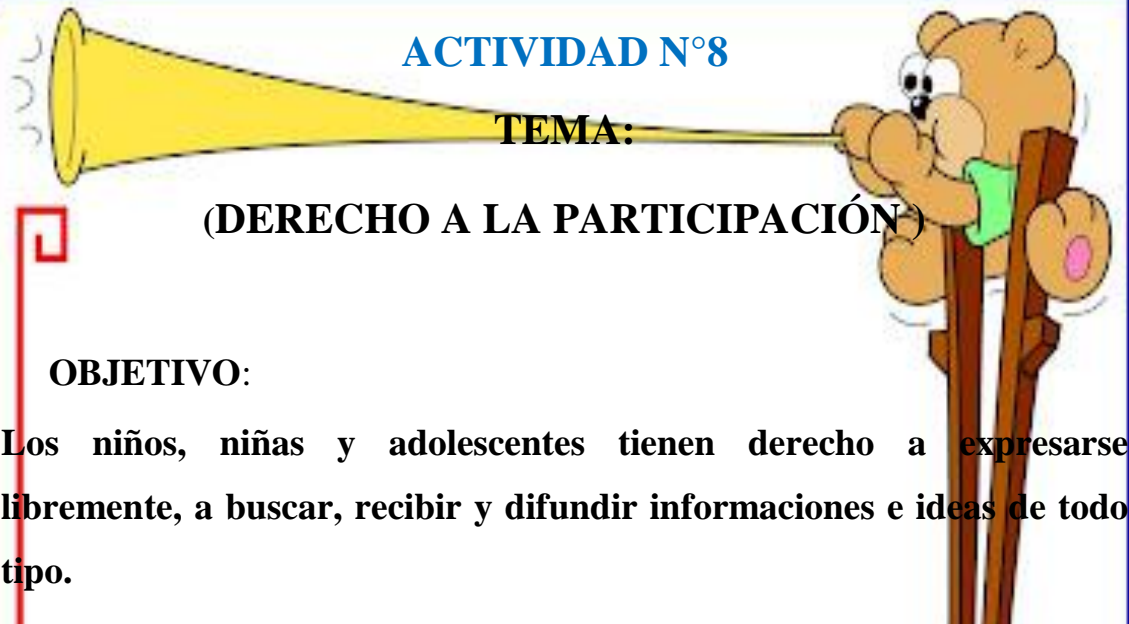 ACTIVIDAD N°8
TEMA:
(DERECHO A LA PARTICIPACIÓN )
OBJETIVO:
Los niños, niñas y adolescentes tienen derecho a expresarse
libremente, a buscar, recibir y difundir informaciones e ideas de todo
tipo.